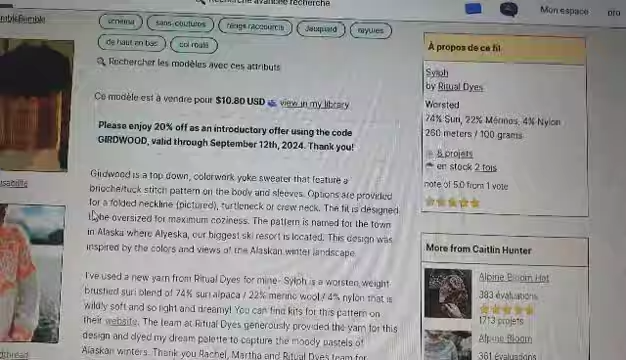 recherche avancée recherche
Mon espace
pro
sans-coutures
rangs raccourcis
Jacquard
rayures
de haut en bas
col roulé
Rechercher les modèles avec ces attributs
Ce modèle est à vendre pour $10.80 USD view in my library
Please enjoy 20% off as an introductory offer using the code
GIRDWOOD, valid through September 12th, 2024. Thank you!
Girdwood is a top down, colorwork yoke sweater that feature a
brioche/tuck stitch pattern on the body and sleeves. Options are provided
for a folded neckline (pictured), turtleneck or crew neck. The fit is designed
to be oversized for maximum coziness. The pattern is named for the town
in Alaska where Alyeska, our biggest ski resort is located. This design was
inspired by the colors and views of the Alaskan winter landscape.
I've used a new yarn from Ritual Dyes for mine- Sylph is a worsted weight
brushed suri blend of 74% suri alpaca / 22% merino wool / 4% nylon that is
wildly soft and so light and dreamy! You can find kits for this pattern on
their website. The team at Ritual Dyes generously provided the yarn for this
design and dyed my dream palette to capture the moody pastels of
Alaskan winters. Thank you Rachel, Martha and Ritual Dyes team for
À propos de ce fil
Sylph
by Ritual Dyes
Worsted
74% Suri, 22% Merinos, 4% Nylon
260 meters / 100 grams
8 projets
en stock 2 fois
note of 5.0 from 1 vote
More from Caitlin Hunter
Alpine Bloom Hat
383 évaluations
1713 projets
Alpine Bloom
361 évaluations